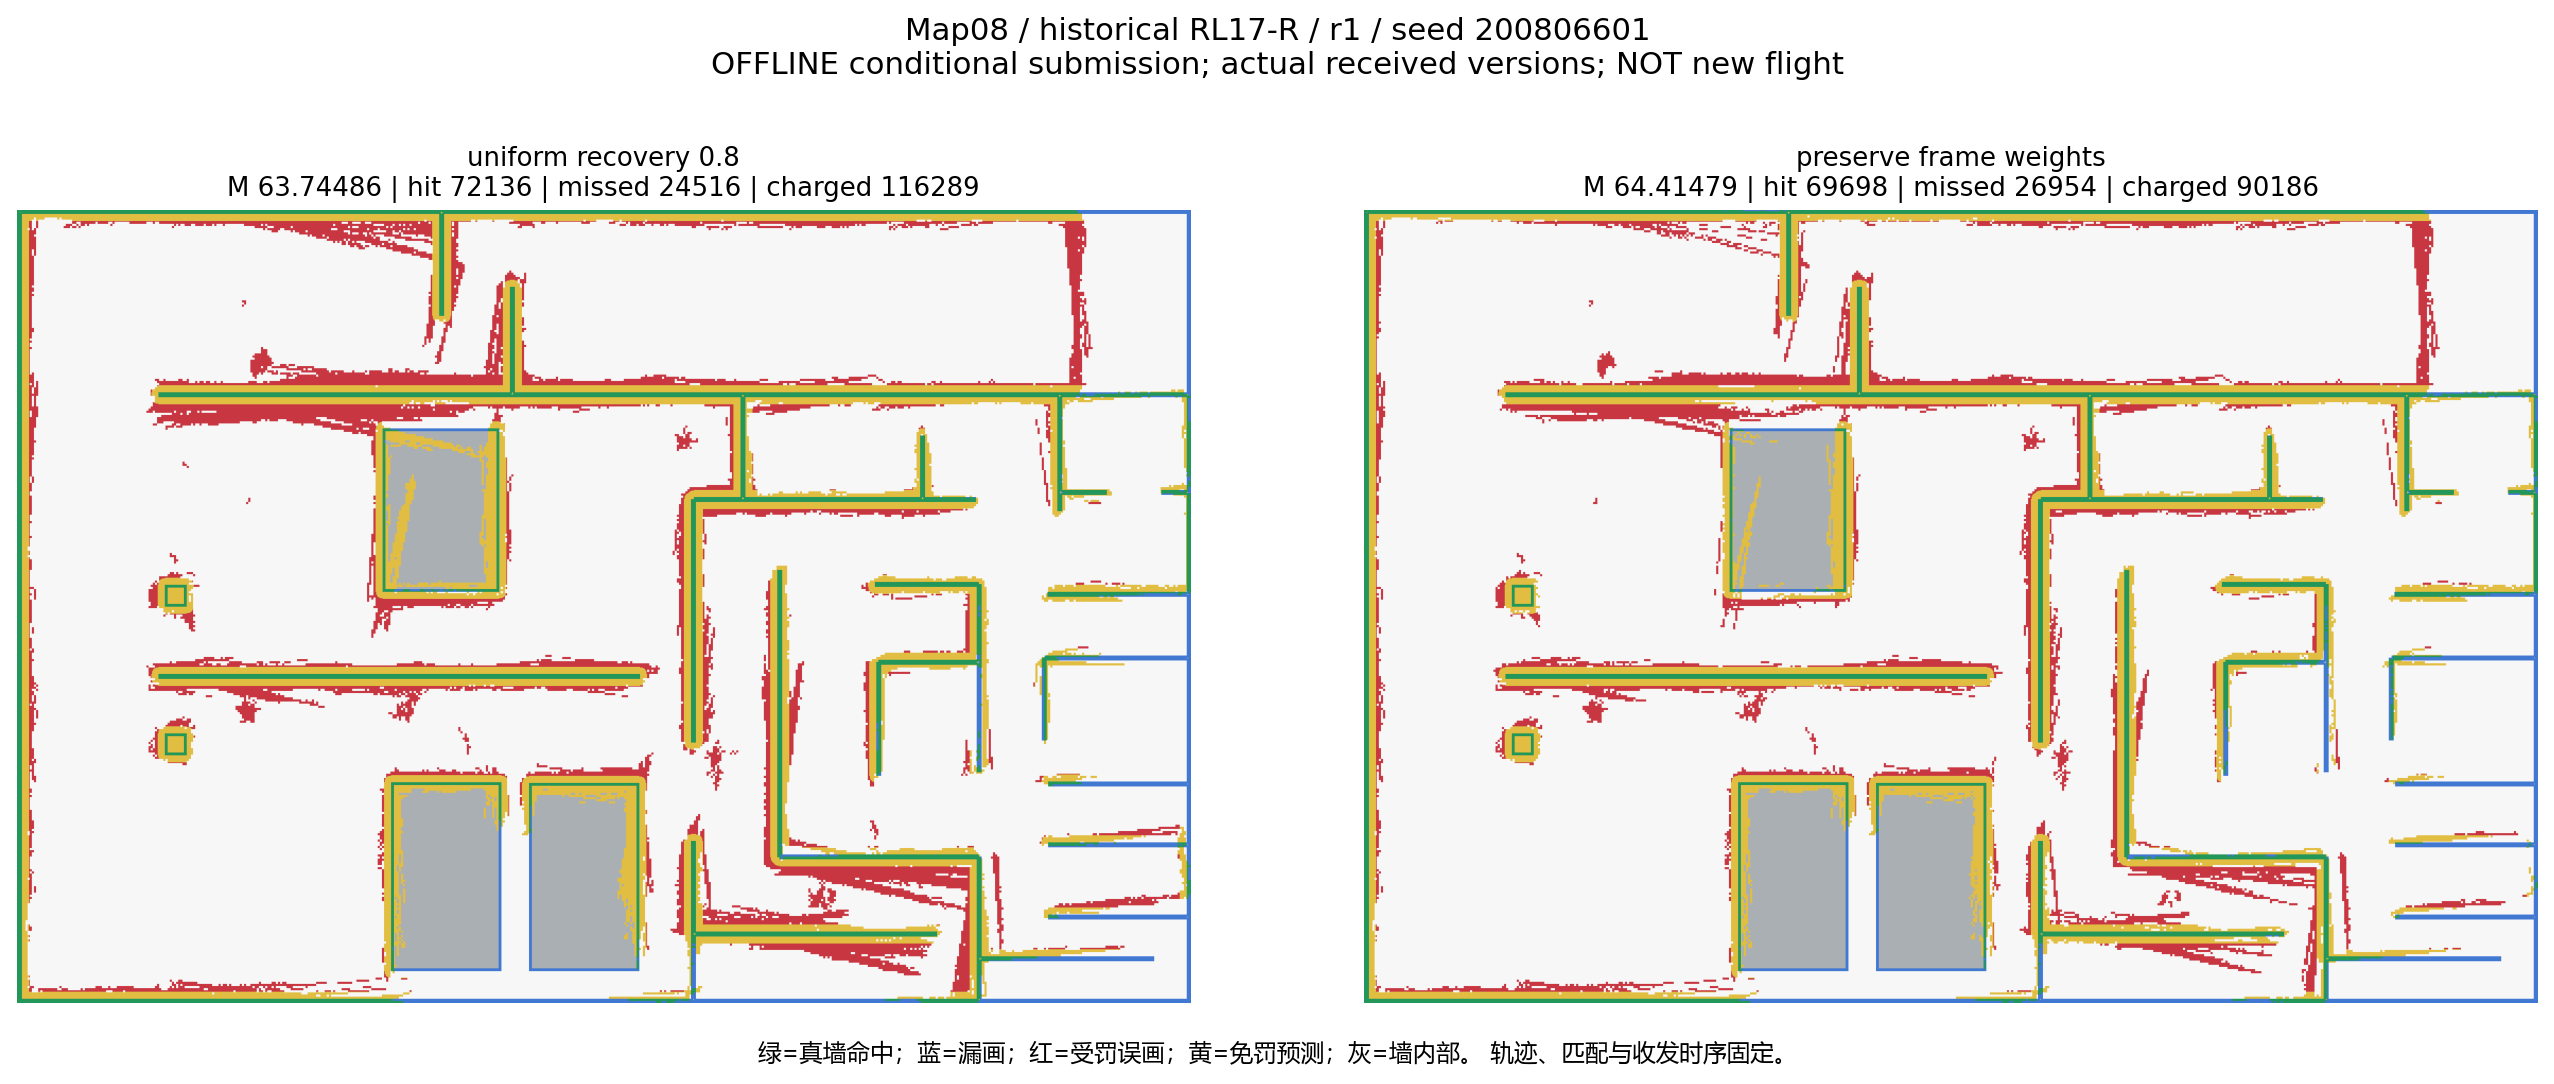 Map08 / historical RL17-R / r1 / seed 200806601
OFFLINE conditional submission; actual received versions; NOT new flight
uniform recovery 0.8
M 63.74486 | hit 72136 | missed 24516 | charged 116289
preserve frame weights
M 64.41479 | hit 69698 | missed 26954 | charged 90186
绿=真墙命中；蓝=漏画；红=受罚误画；黄=免罚预测；灰=墙内部。 轨迹、匹配与收发时序固定。